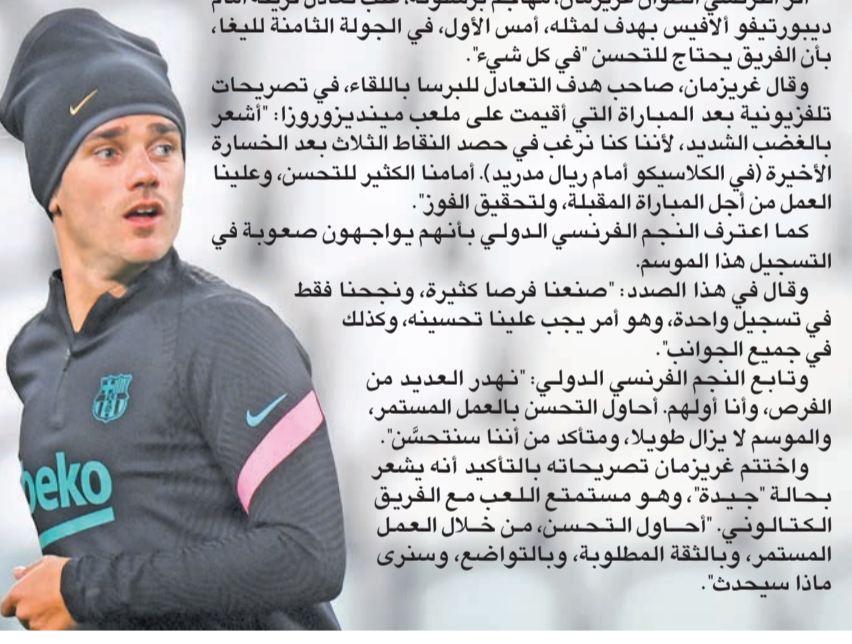 ديبورتيفو ألافيس بهدف لمثله، أمس الأول، في الجولة الثامنة لليغا،
بأن الفريق يحتاج للتحسن "في كل شيء".
وقال غريزمان، صاحب هدف التعادل للبرسا باللقاء، في تصريحات
تلفزيونية بعد المباراة التي أقيمت على ملعب مينديزوروزا: "أشعر
بالغضب الشديد، لأننا كنا نرغب في حصد النقاط الثلاث بعد الخسارة
الأخيرة (في الكلاسيكو أمام ريال مدريد). أمامنا الكثير للتحسن، وعلينا
العمل من أجل المباراة المقبلة، ولتحقيق الفوز".
كما اعترف النجم الفرنسي الدولي بأنهم يواجهون صعوبة في
التسجيل هذا الموسم.
وقال في هذا الصدد: "صنعنا فرصا كثيرة، ونجحنا فقط
في تسجيل واحدة، وهو أمر يجب علينا تحسينه، وكذلك
في جميع الجوانب".
وتابع النجم الفرنسي الدولي: "نهدر العديد من
الفرص، وأنا أولهم. أحاول التحسن بالعمل المستمر،
والموسم لا يزال طويلا، ومتأكد من أننا سنتحسَّن".
واختتم غريزمان تصريحاته بالتأكيد أنه يشعر
بحالة "جيدة"، وهو مستمتع اللعب مع الفريق
الكتالوني. "أحاول التحسن، من خلال العمل
المستمر، وبالثقة المطلوبة، وبالتواضع، وسنرى
ماذا سيحدث".
beko